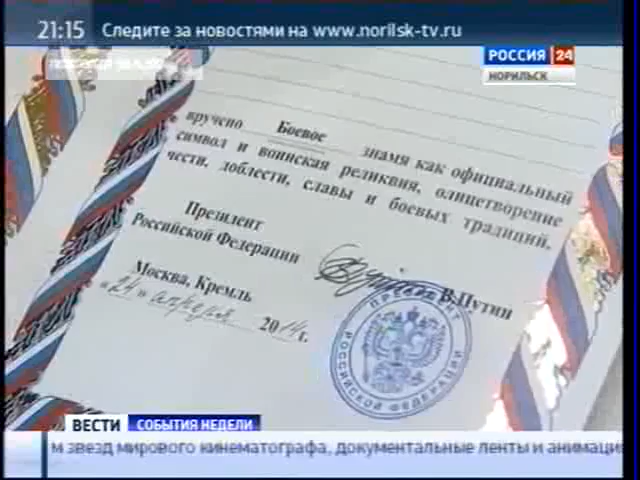 21:15 Следите за новостями на www.norilsk-tv.ru
РОССИЯ 24
НОРИЛЬСК
вручено Боевое знамя как официальный
символ и воинская реликвия, олицетворение
чести, доблести, славы и боевых традиций.
Президент
Российской Федерации
В.Путин
Москва, Кремль
«24» апреля 2014 г.
ПРЕЗИДЕНТ
РОССИЙСКОЙ ФЕДЕРАЦИИ
ВЕСТИ СОБЫТИЯ НЕДЕЛИ
м звезд мирового кинематографа, документальные ленты и анимация